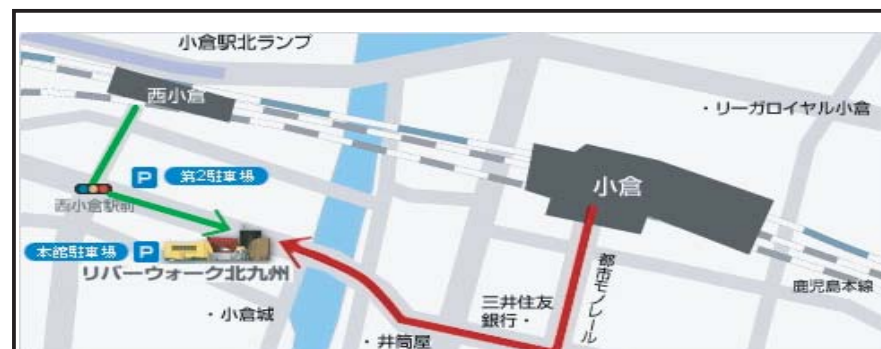 小倉駅北ランプ
西小倉
・リーガロイヤル小倉
P 第2駐車場
小倉
西小倉駅前
本館駐車場 P
リバーウォーク北九州
都市モノレール
鹿児島本線
三井住友
銀行・
・小倉城
・井筒屋